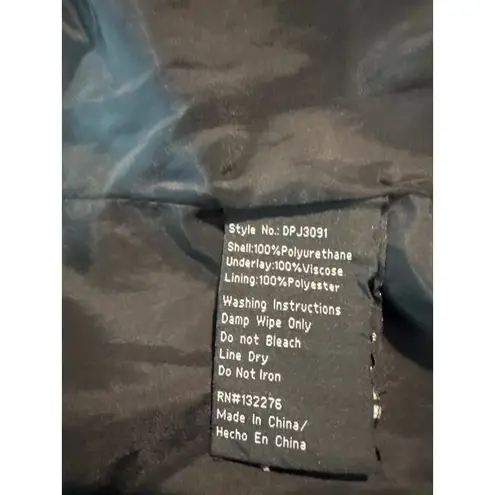 Style No.: DPJ3091
Shell:100%Polyurethane
Underlay:100%Viscose
Lining:100%Polyester
Washing Instructions
Damp Wipe Only
Do not Bleach
Line Dry
Do Not Iron
RN#132276
Made In China/
Hecho En China